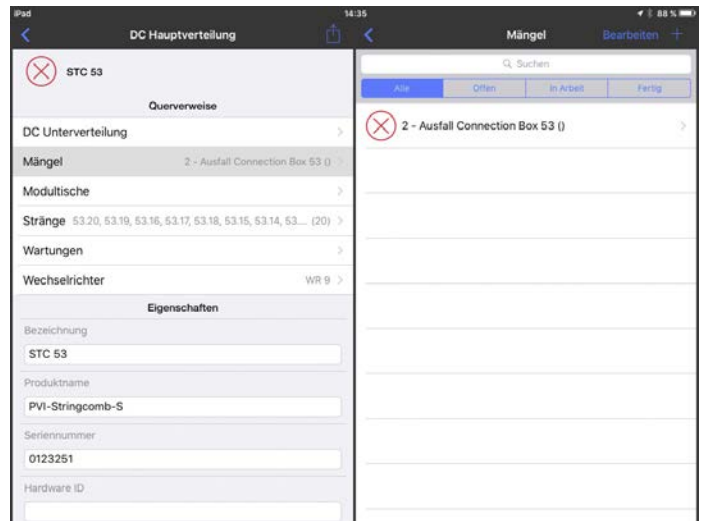 iPad
14:35
88 %
DC Hauptverteilung
STC 53
Querverweise
DC Unterverteilung
Mängel 2 - Ausfall Connection Box 53 ()
Modultische
Stränge 53.20, 53.19, 53.16, 53.17, 53.18, 53.15, 53.14, 53.... (20)
Wartungen
Wechselrichter WR 9
Eigenschaften
Bezeichnung
STC 53
Produktname
PVI-Stringcomb-S
Seriennummer
0123251
Hardware ID
Mängel
Bearbeiten +
Suchen
Alle Offen In Arbeit Fertig
2 - Ausfall Connection Box 53 ()